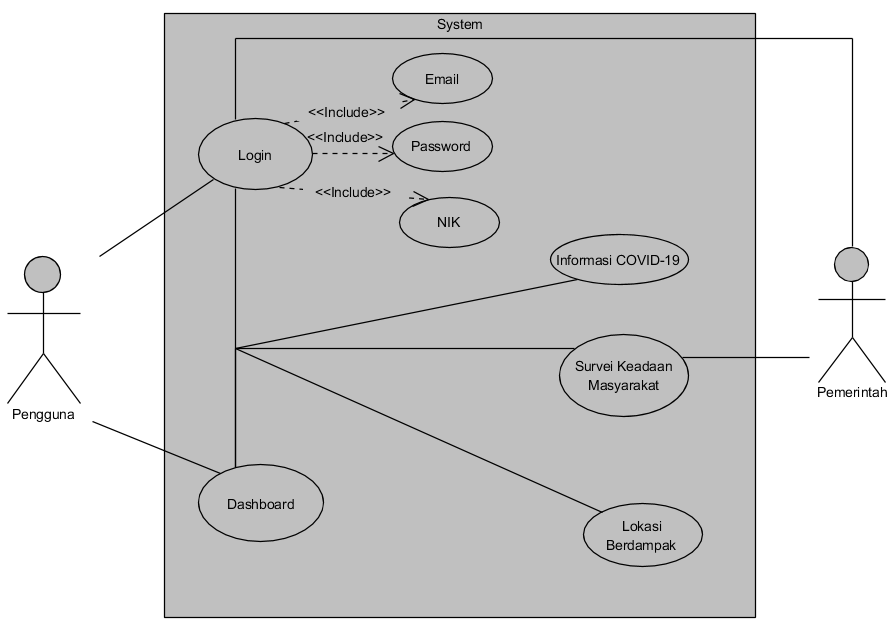 System
Email
<<Include>>
<<Include>>
Password
Login
<<Include>>
NIK
Informasi COVID-19
Survei Keadaan
Masyarakat
Pemerintah
Pengguna
Dashboard
Lokasi
Berdampak